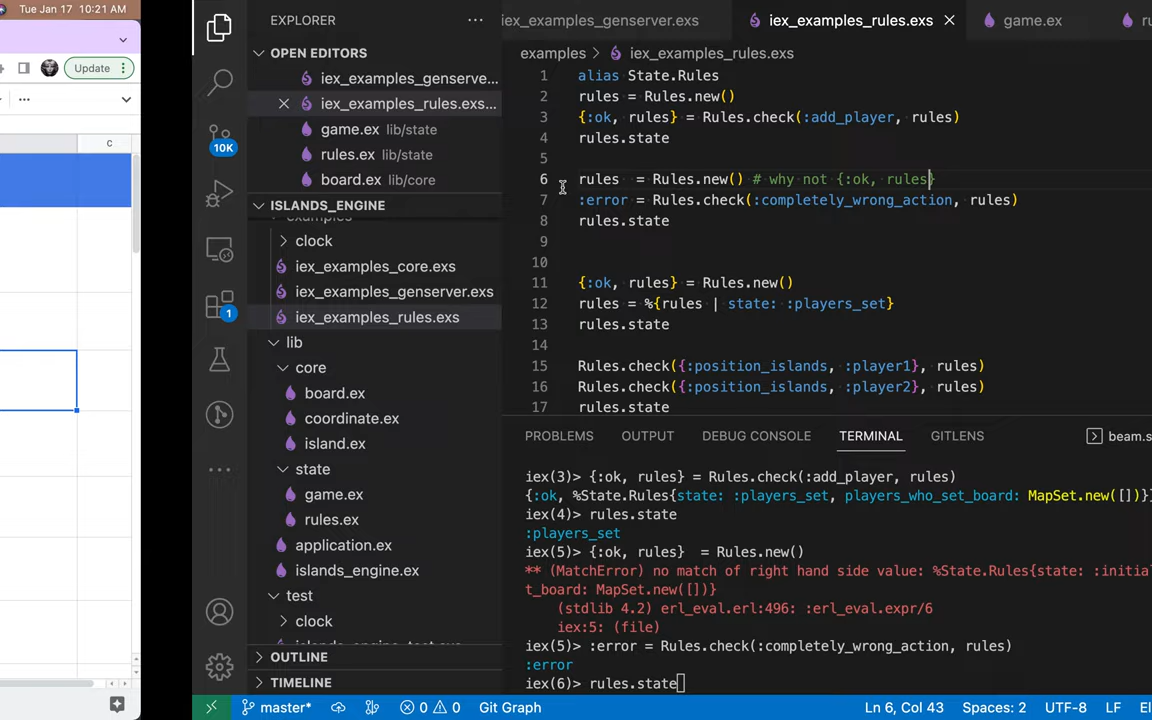 Tue Jan 17 10:21 AM
Update
C
EXPLORER
OPEN EDITORS
iex_examples_genserve...
iex_examples_rules.exs...
game.ex lib/state
rules.ex lib/state
board.ex lib/core
ISLANDS_ENGINE
examples
clock
iex_examples_core.exs
iex_examples_genserver.exs
iex_examples_rules.exs
lib
core
board.ex
coordinate.ex
island.ex
state
game.ex
rules.ex
application.ex
islands_engine.ex
test
clock
OUTLINE
TIMELINE
10K
1
iex_examples_genserver.exs
iex_examples_rules.exs
game.ex
examples > iex_examples_rules.exs
1 alias State.Rules
2 rules = Rules.new()
3 {:ok, rules} = Rules.check(:add_player, rules)
4 rules.state
5
6 rules  = Rules.new() # why not {:ok, rules}
7 :error = Rules.check(:completely_wrong_action, rules)
8 rules.state
9
10
11 {:ok, rules} = Rules.new()
12 rules = %{rules | state: :players_set}
13 rules.state
14
15 Rules.check({:position_islands, :player1}, rules)
16 Rules.check({:position_islands, :player2}, rules)
17 rules.state
PROBLEMS OUTPUT DEBUG CONSOLE TERMINAL GITLENS beam.s
iex(3)> {:ok, rules} = Rules.check(:add_player, rules)
{:ok, %State.Rules{state: :players_set, players_who_set_board: MapSet.new([])}}
iex(4)> rules.state
:players_set
iex(5)> {:ok, rules}  = Rules.new()
** (MatchError) no match of right hand side value: %State.Rules{state: :initia
t_board: MapSet.new([])}
(stdlib 4.2) erl_eval.erl:496: :erl_eval.expr/6
iex:5: (file)
iex(5)> :error = Rules.check(:completely_wrong_action, rules)
:error
iex(6)> rules.state
master* 0 0 Git Graph Ln 6, Col 43 Spaces: 2 UTF-8 LF El